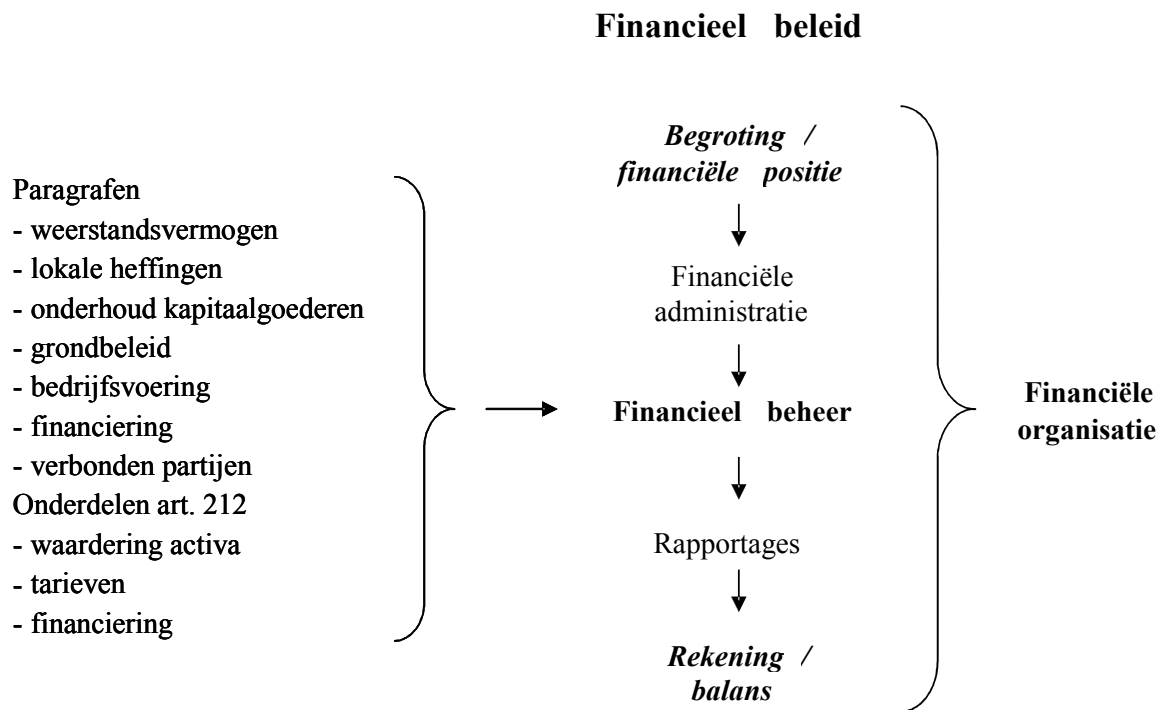 Financieel beleid
Paragrafen
- weerstandsvermogen
- lokale heffingen
- onderhoud kapitaalgoederen
- grondbeleid
- bedrijfsvoering
- financiering
- verbonden partijen
Onderdelen art. 212
- waardering activa
- tarieven
- financiering
Begroting /
financiële positie
Financiële
administratie
Financieel beheer
Rapportages
Rekening /
balans
Financiële
organisatie